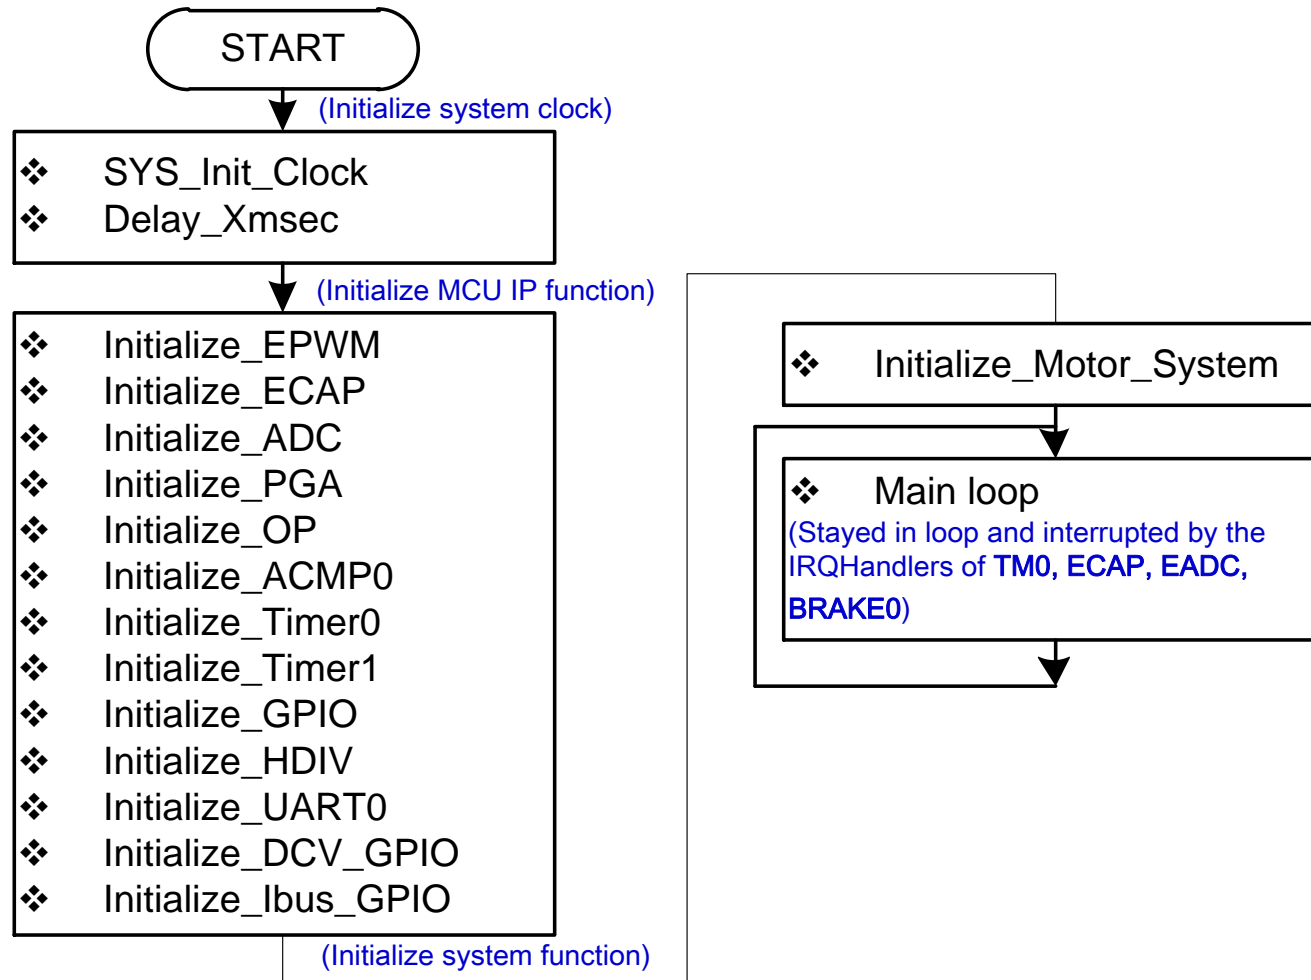 START
(Initialize system clock)
❖ SYS_Init_Clock
❖ Delay_Xmsec
(Initialize MCU IP function)
❖ Initialize_EPWM
❖ Initialize_ECAP
❖ Initialize_ADC
❖ Initialize_PGA
❖ Initialize_OP
❖ Initialize_ACMP0
❖ Initialize_Timer0
❖ Initialize_Timer1
❖ Initialize_GPIO
❖ Initialize_HDIV
❖ Initialize_UART0
❖ Initialize_DCV_GPIO
❖ Initialize_Ibus_GPIO
(Initialize system function)
❖ Initialize_Motor_System
❖ Main loop
(Stayed in loop and interrupted by the
IRQHandlers of TM0, ECAP, EADC,
BRAKE0)